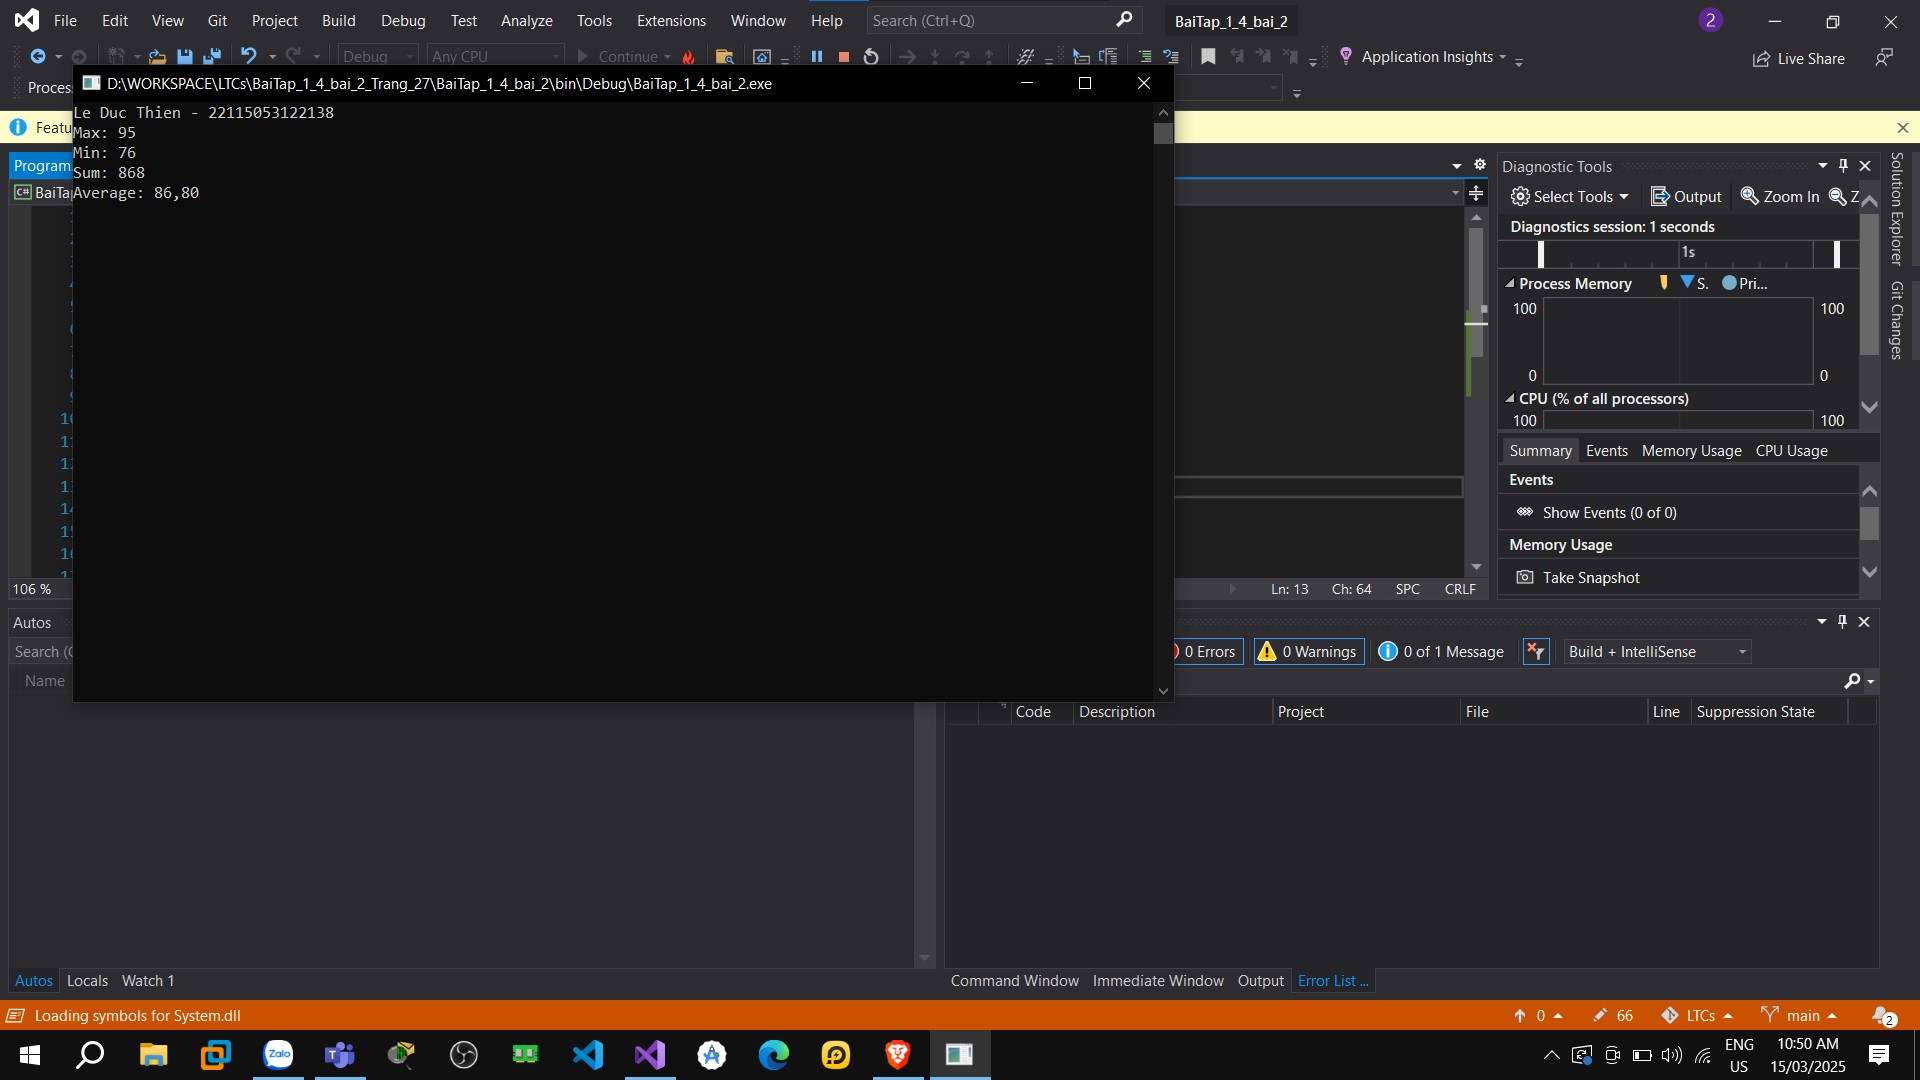 File Edit View Git Project Build Debug Test Analyze Tools Extensions Window Help Search (Ctrl+Q) BaiTap_1_4_bai_2 2
Debug Any CPU Continue Application Insights Live Share
Proces
D:\WORKSPACE\LTCs\BaiTap_1_4_bai_2_Trang_27\BaiTap_1_4_bai_2\bin\Debug\BaiTap_1_4_bai_2.exe
Le Duc Thien - 22115053122138
Max: 95
Min: 76
Sum: 868
Average: 86,80
Featu
Program
C# BaiTa
10
106 %
Ln: 13 Ch: 64 SPC CRLF
Diagnostic Tools
Select Tools Output Zoom In Z
Diagnostics session: 1 seconds
1s
Process Memory S. Pri...
100 100
0 0
CPU (% of all processors)
100 100
Summary Events Memory Usage CPU Usage
Events
Show Events (0 of 0)
Memory Usage
Take Snapshot
Solution Explorer
Git Changes
Autos
Search (
Name
0 Errors 0 Warnings 0 of 1 Message Build + IntelliSense
Code Description Project File Line Suppression State
Autos Locals Watch 1
Command Window Immediate Window Output Error List ...
Loading symbols for System.dll 0 66 LTCs main 2
Zalo
ENG
US
10:50 AM
15/03/2025